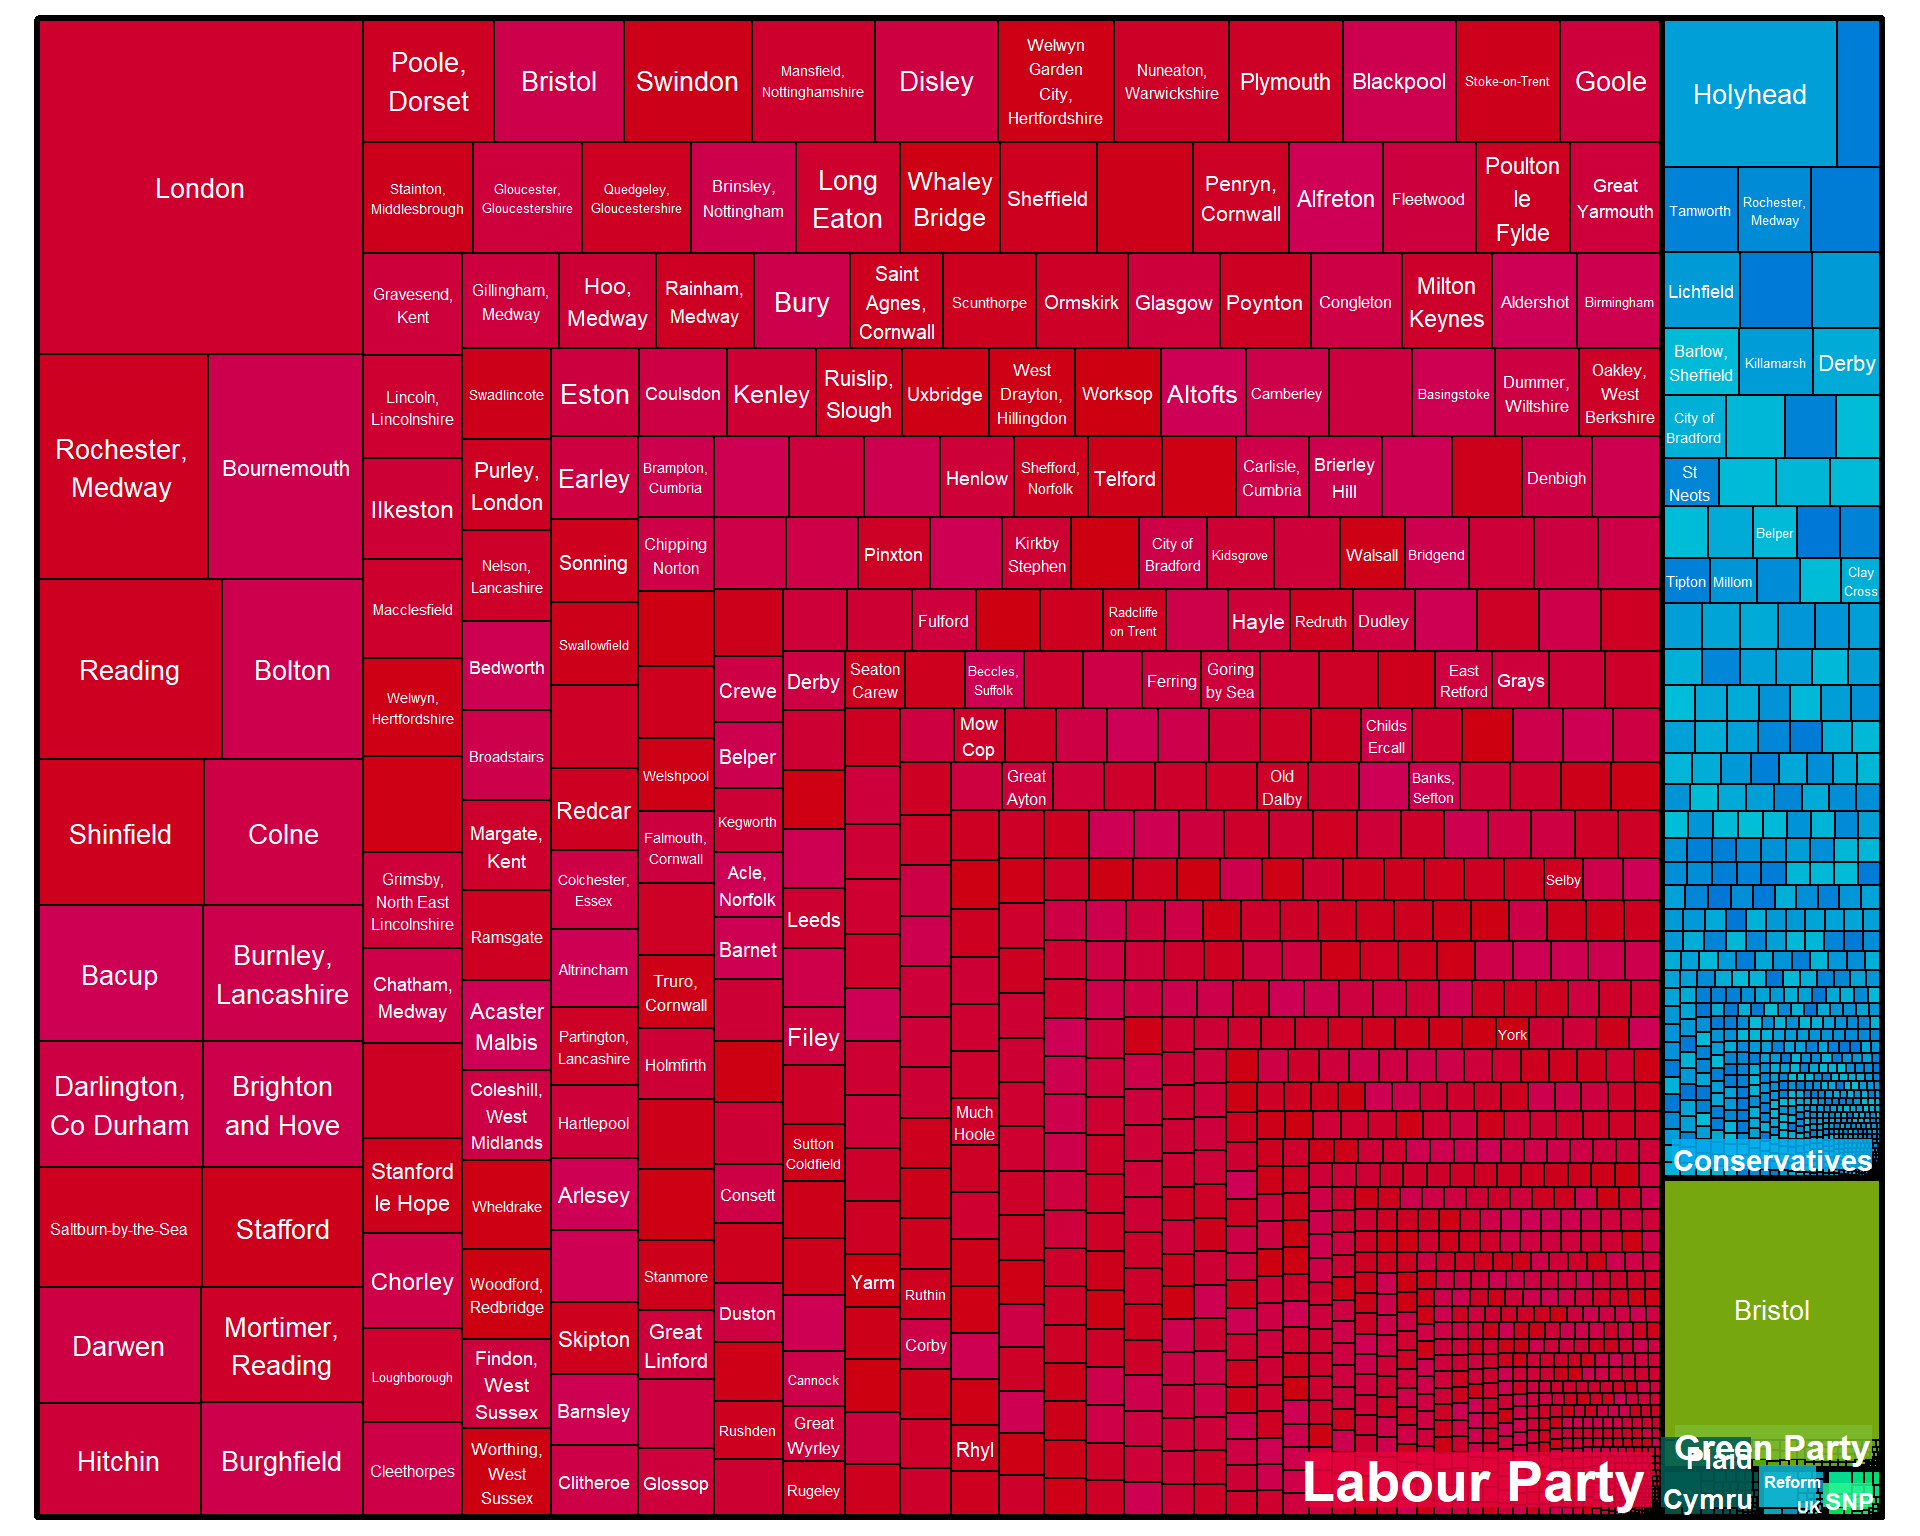 London
Poole,
Dorset
Bristol
Swindon
Mansfield,
Nottinghamshire
Disley
Welwyn
Garden
City,
Hertfordshire
Nuneaton,
Warwickshire
Plymouth
Blackpool
Stoke-on-Trent
Goole
Stainton,
Middlesbrough
Gloucester,
Gloucestershire
Quedgeley,
Gloucestershire
Brinsley,
Nottingham
Long
Eaton
Whaley
Bridge
Sheffield
Penryn,
Cornwall
Alfreton
Fleetwood
Poulton
le
Fylde
Great
Yarmouth
Gravesend,
Kent
Gillingham,
Medway
Hoo,
Medway
Rainham,
Medway
Bury
Saint
Agnes,
Cornwall
Scunthorpe
Ormskirk
Glasgow
Poynton
Congleton
Milton
Keynes
Aldershot
Birmingham
Rochester,
Medway
Bournemouth
Lincoln,
Lincolnshire
Swadlincote
Eston
Coulsdon
Kenley
Ruislip,
Slough
Uxbridge
West
Drayton,
Hillingdon
Worksop
Altofts
Camberley
Basingstoke
Dummer,
Wiltshire
Oakley,
West
Berkshire
Ilkeston
Purley,
London
Earley
Brampton,
Cumbria
Henlow
Shefford,
Norfolk
Telford
Carlisle,
Cumbria
Brierley
Hill
Denbigh
Nelson,
Lancashire
Sonning
Chipping
Norton
Pinxton
Kirkby
Stephen
City of
Bradford
Kidsgrove
Walsall
Bridgend
Reading
Bolton
Macclesfield
Bedworth
Swallowfield
Fulford
Radcliffe
on Trent
Hayle
Redruth
Dudley
Welwyn,
Hertfordshire
Crewe
Derby
Seaton
Carew
Beccles,
Suffolk
Ferring
Goring
by Sea
East
Retford
Grays
Broadstairs
Welshpool
Belper
Mow
Cop
Childs
Ercall
Great
Ayton
Old
Dalby
Banks,
Sefton
Shinfield
Colne
Margate,
Kent
Redcar
Falmouth,
Cornwall
Kegworth
Grimsby,
North East
Lincolnshire
Colchester,
Essex
Acle,
Norfolk
Selby
Bacup
Burnley,
Lancashire
Ramsgate
Leeds
Chatham,
Medway
Altrincham
Barnet
Acaster
Malbis
Truro,
Cornwall
Filey
York
Darlington,
Co Durham
Brighton
and Hove
Partington,
Lancashire
Holmfirth
Coleshill,
West
Midlands
Hartlepool
Much
Hoole
Sutton
Coldfield
Stanford
le Hope
Saltburn-by-the-Sea
Stafford
Wheldrake
Arlesey
Consett
Chorley
Woodford,
Redbridge
Stanmore
Yarm
Ruthin
Darwen
Mortimer,
Reading
Duston
Skipton
Great
Linford
Corby
Loughborough
Findon,
West
Sussex
Cannock
Barnsley
Hitchin
Burghfield
Rushden
Great
Wyrley
Rhyl
Cleethorpes
Worthing,
West
Sussex
Clitheroe
Glossop
Rugeley
Labour Party
Holyhead
Tamworth
Rochester,
Medway
Lichfield
Barlow,
Sheffield
Killamarsh
Derby
City of
Bradford
St
Neots
Belper
Tipton
Millom
Clay
Cross
Conservatives
Bristol
Green Party
Plaid
Cymru
Reform
UK
SNP